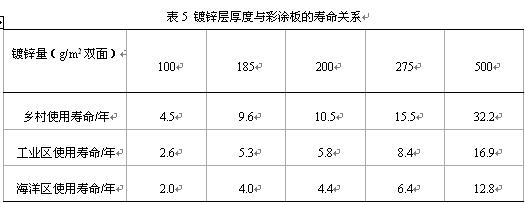 表 5 镀锌层厚度与彩涂板的寿命关系
镀锌量（g/m² 双面） 100 185 200 275 500
乡村使用寿命/年 4.5 9.6 10.5 15.5 32.2
工业区使用寿命/年 2.6 5.3 5.8 8.4 16.9
海洋区使用寿命/年 2.0 4.0 4.4 6.4 12.8